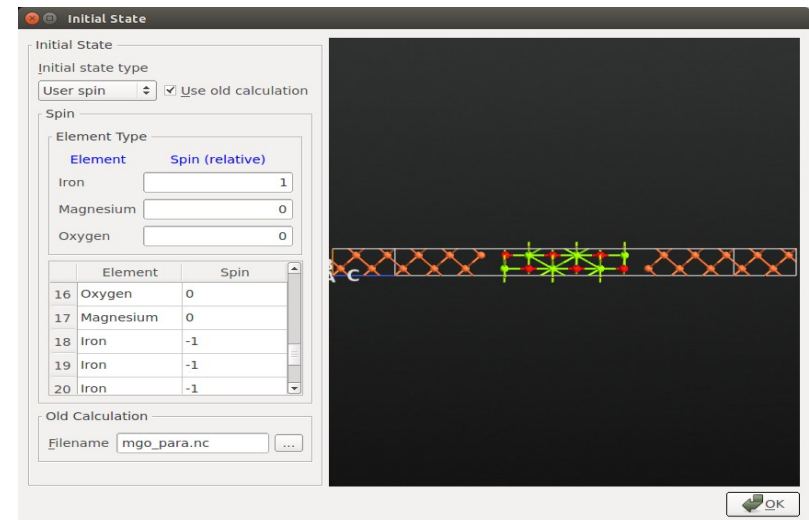 Initial State
Initial State
Initial state type
User spin Use old calculation
Spin
Element Type
Element Spin (relative)
Iron 1
Magnesium 0
Oxygen 0
Element Spin
16 Oxygen 0
17 Magnesium 0
18 Iron -1
19 Iron -1
20 Iron -1
Old Calculation
Filename mgo_para.nc ...
C
OK